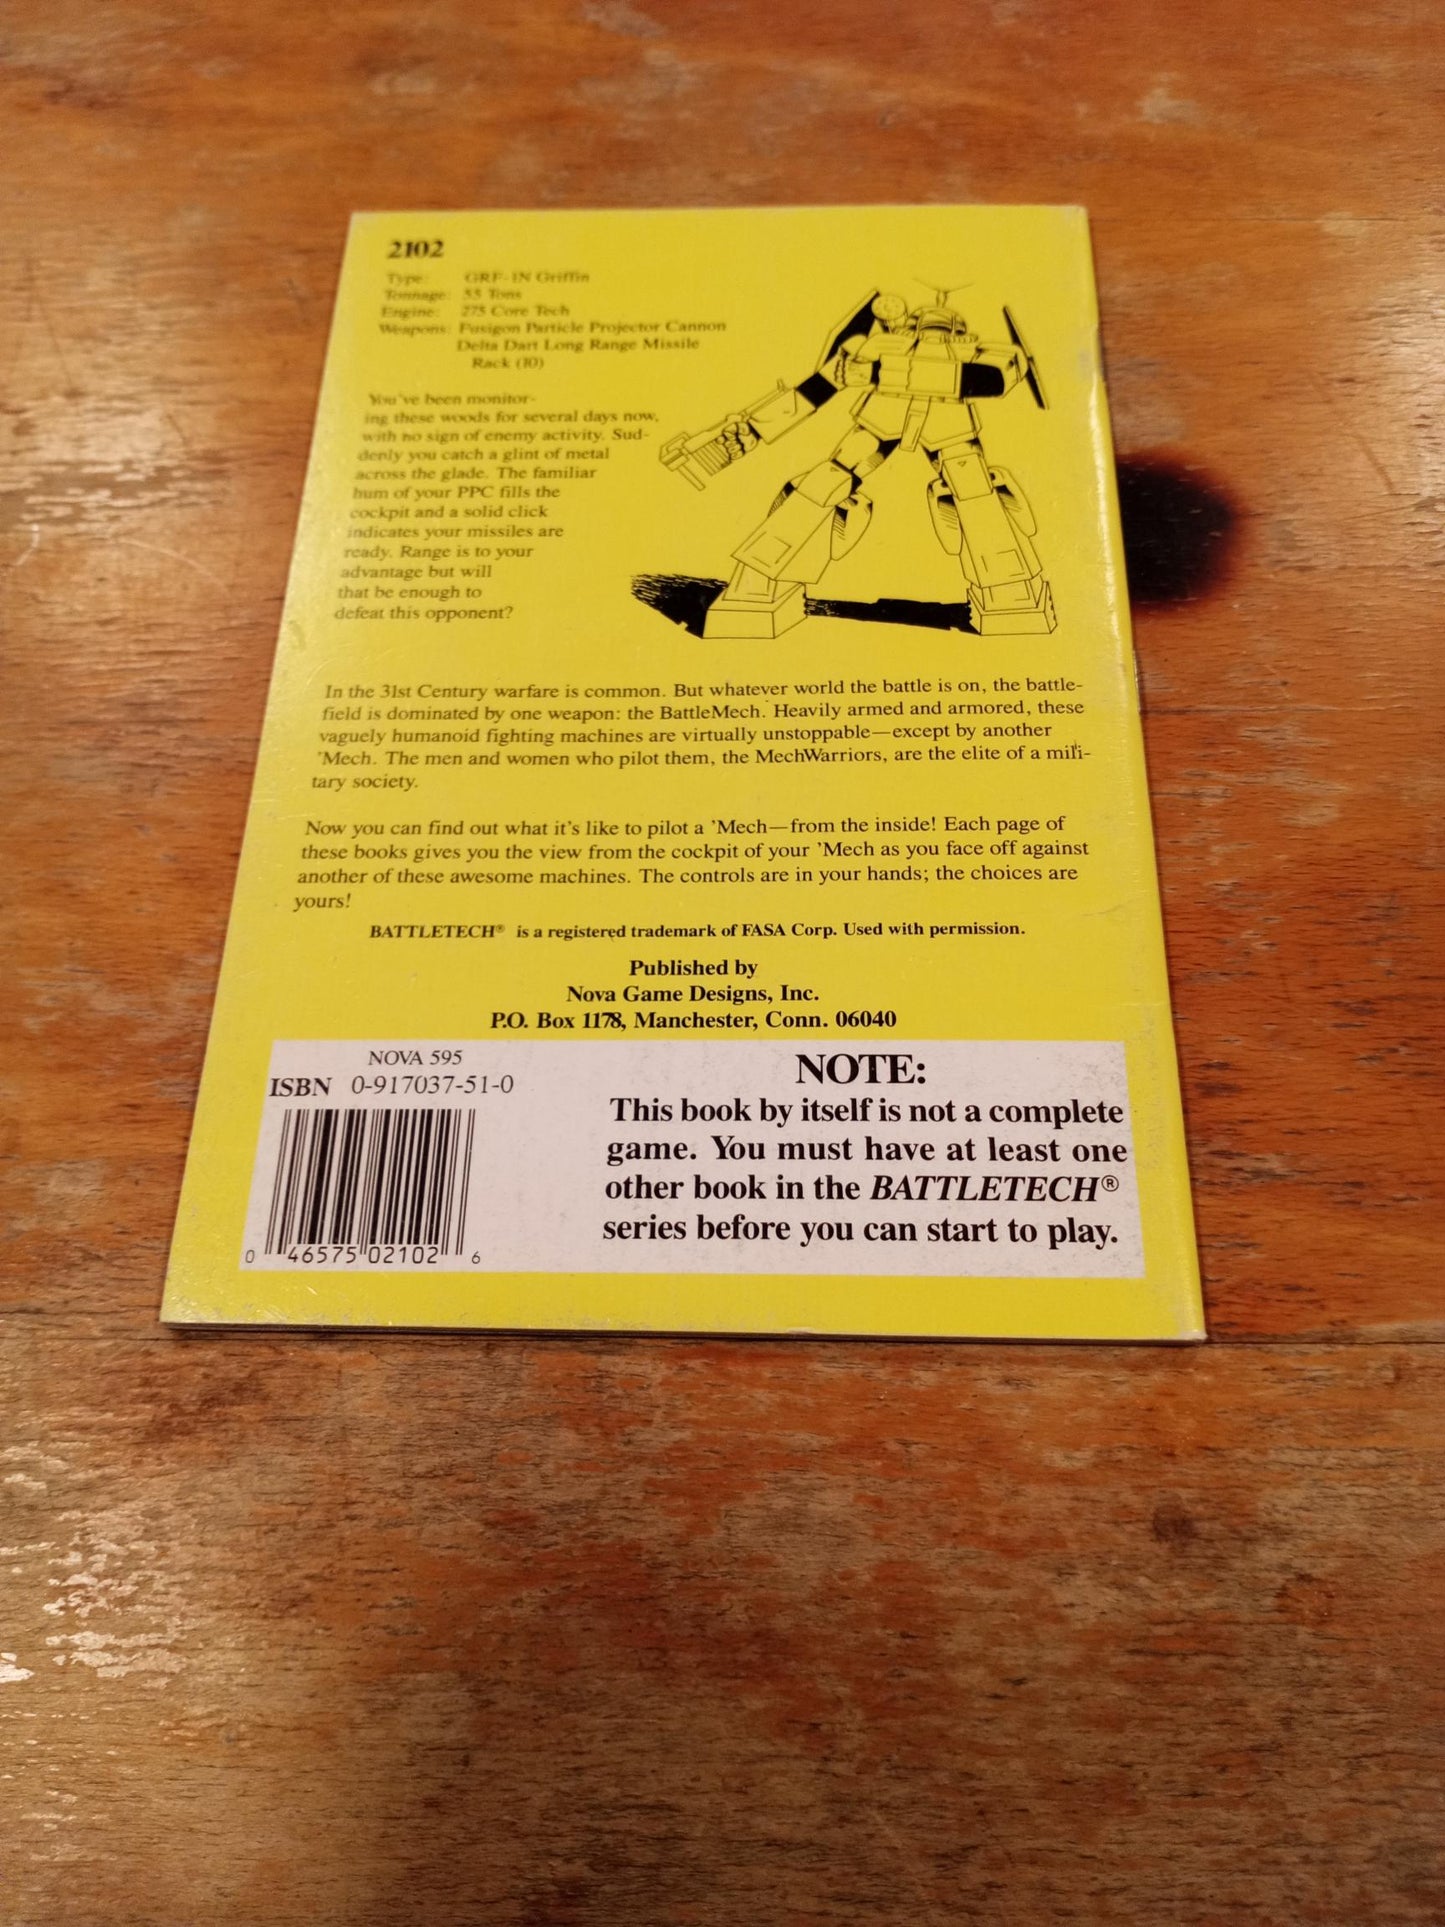 2102
Type: GRF-1N Griffin
Tonnage: 55 Tons
Engine: 275 Core Tech
Weapons: Fusigon Particle Projector Cannon
Delta Dart Long Range Missile
Rack (10)
You've been monitor-
ing these woods for several days now,
with no sign of enemy activity. Sud-
denly you catch a glint of metal
across the glade. The familiar
hum of your PPC fills the
cockpit and a solid click
indicates your missiles are
ready. Range is to your
advantage but will
that be enough to
defeat this opponent?
In the 31st Century warfare is common. But whatever world the battle is on, the battle-
field is dominated by one weapon: the BattleMech. Heavily armed and armored, these
vaguely humanoid fighting machines are virtually unstoppable—except by another
'Mech. The men and women who pilot them, the MechWarriors, are the elite of a mili-
tary society.
Now you can find out what it's like to pilot a 'Mech—from the inside! Each page of
these books gives you the view from the cockpit of your 'Mech as you face off against
another of these awesome machines. The controls are in your hands; the choices are
yours!
BATTLETECH® is a registered trademark of FASA Corp. Used with permission.
Published by
Nova Game Designs, Inc.
P.O. Box 1178, Manchester, Conn. 06040
NOVA 595
ISBN 0-917037-51-0
0 46575 02102 6
NOTE:
This book by itself is not a complete
game. You must have at least one
other book in the BATTLETECH®
series before you can start to play.